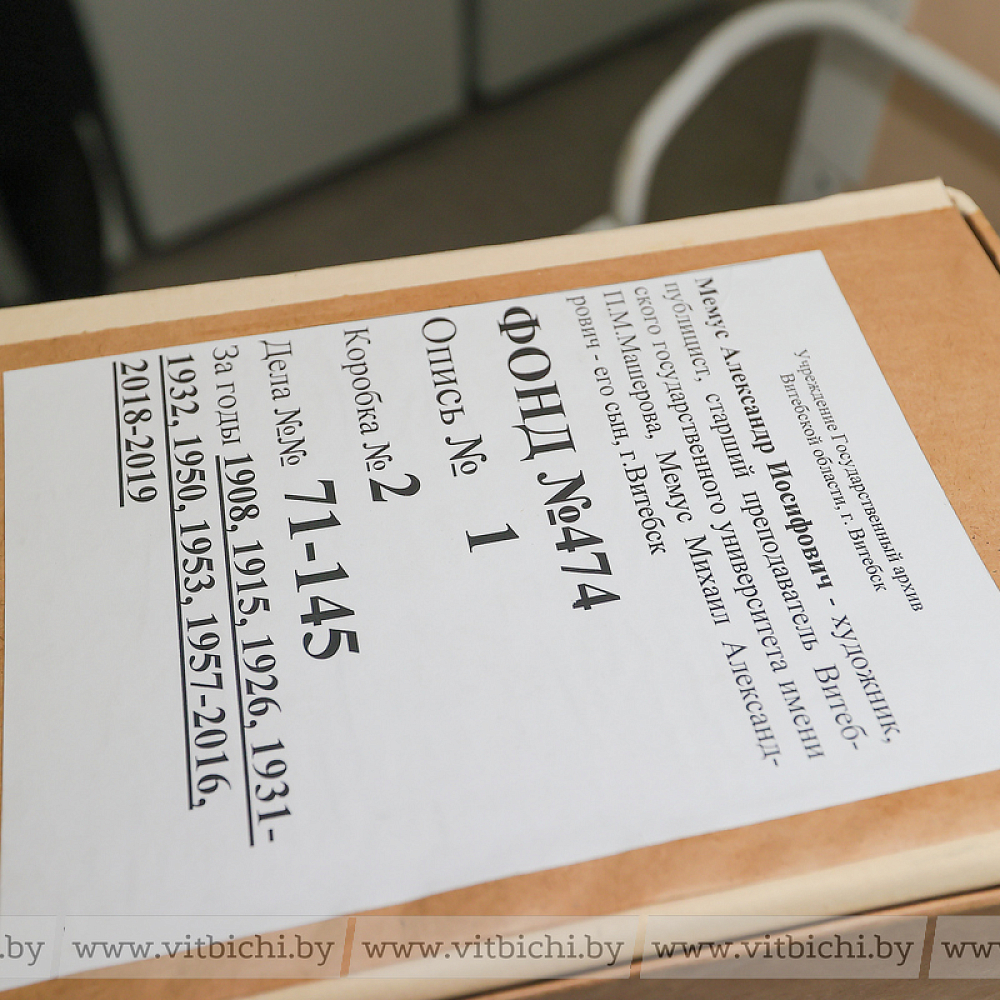 Учреждение Государственный архив
Витебской области, г. Витебск
Мемус Александр Иосифович - художник,
публицист, старший преподаватель Витеб-
ского государственного университета имени
П.М.Машерова, Мемус Михаил Александ-
рович - его сын, г.Витебск
ФОНД №474
Опись № 1
Коробка № 2
Дела №№ 71-145
За годы 1908, 1915, 1926, 1931-
1932, 1950, 1953, 1957-2016,
2018-2019
www.vitbichi.by www.vitbichi.by www.vitbichi.by